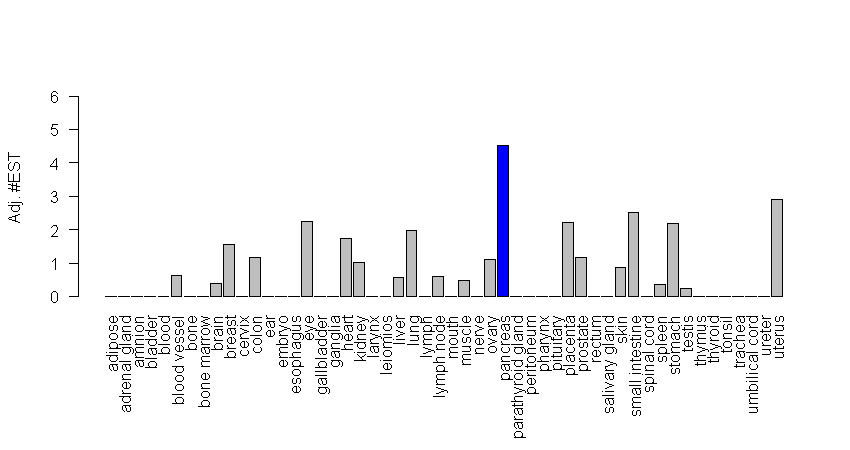 Adj. #EST
6
5
4
3
2
1
0
adipose
adrenal gland
amnion
bladder
blood
blood vessel
bone
bone marrow
brain
breast
cervix
colon
ear
embryo
esophagus
eye
gallbladder
ganglia
heart
kidney
larynx
leiomios
liver
lung
lymph
lymph node
mouth
muscle
nerve
ovary
pancreas
parathyroid gland
peritoneum
pharynx
pituitary
placenta
prostate
rectum
salivary gland
skin
small intestine
spinal cord
spleen
stomach
testis
thymus
thyroid
tonsil
trachea
umbilical cord
ureter
uterus